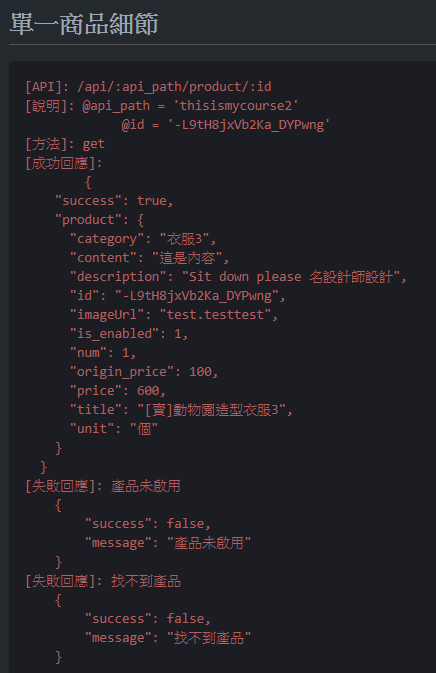 單一商品細節
[API]: /api/:api_path/product/:id
[說明]: @api_path = 'thisismycourse2'
@id = '-L9tH8jxVb2Ka_DYPwng'
[方法]: get
[成功回應]:
{
"success": true,
"product": {
"category": "衣服3",
"content": "這是內容",
"description": "Sit down please 名設計師設計",
"id": "-L9tH8jxVb2Ka_DYPwng",
"imageUrl": "test.testtest",
"is_enabled": 1,
"num": 1,
"origin_price": 100,
"price": 600,
"title": "[賣]動物園造型衣服3",
"unit": "個"
}
}
[失敗回應]: 產品未啟用
{
"success": false,
"message": "產品未啟用"
}
[失敗回應]: 找不到產品
{
"success": false,
"message": "找不到產品"
}